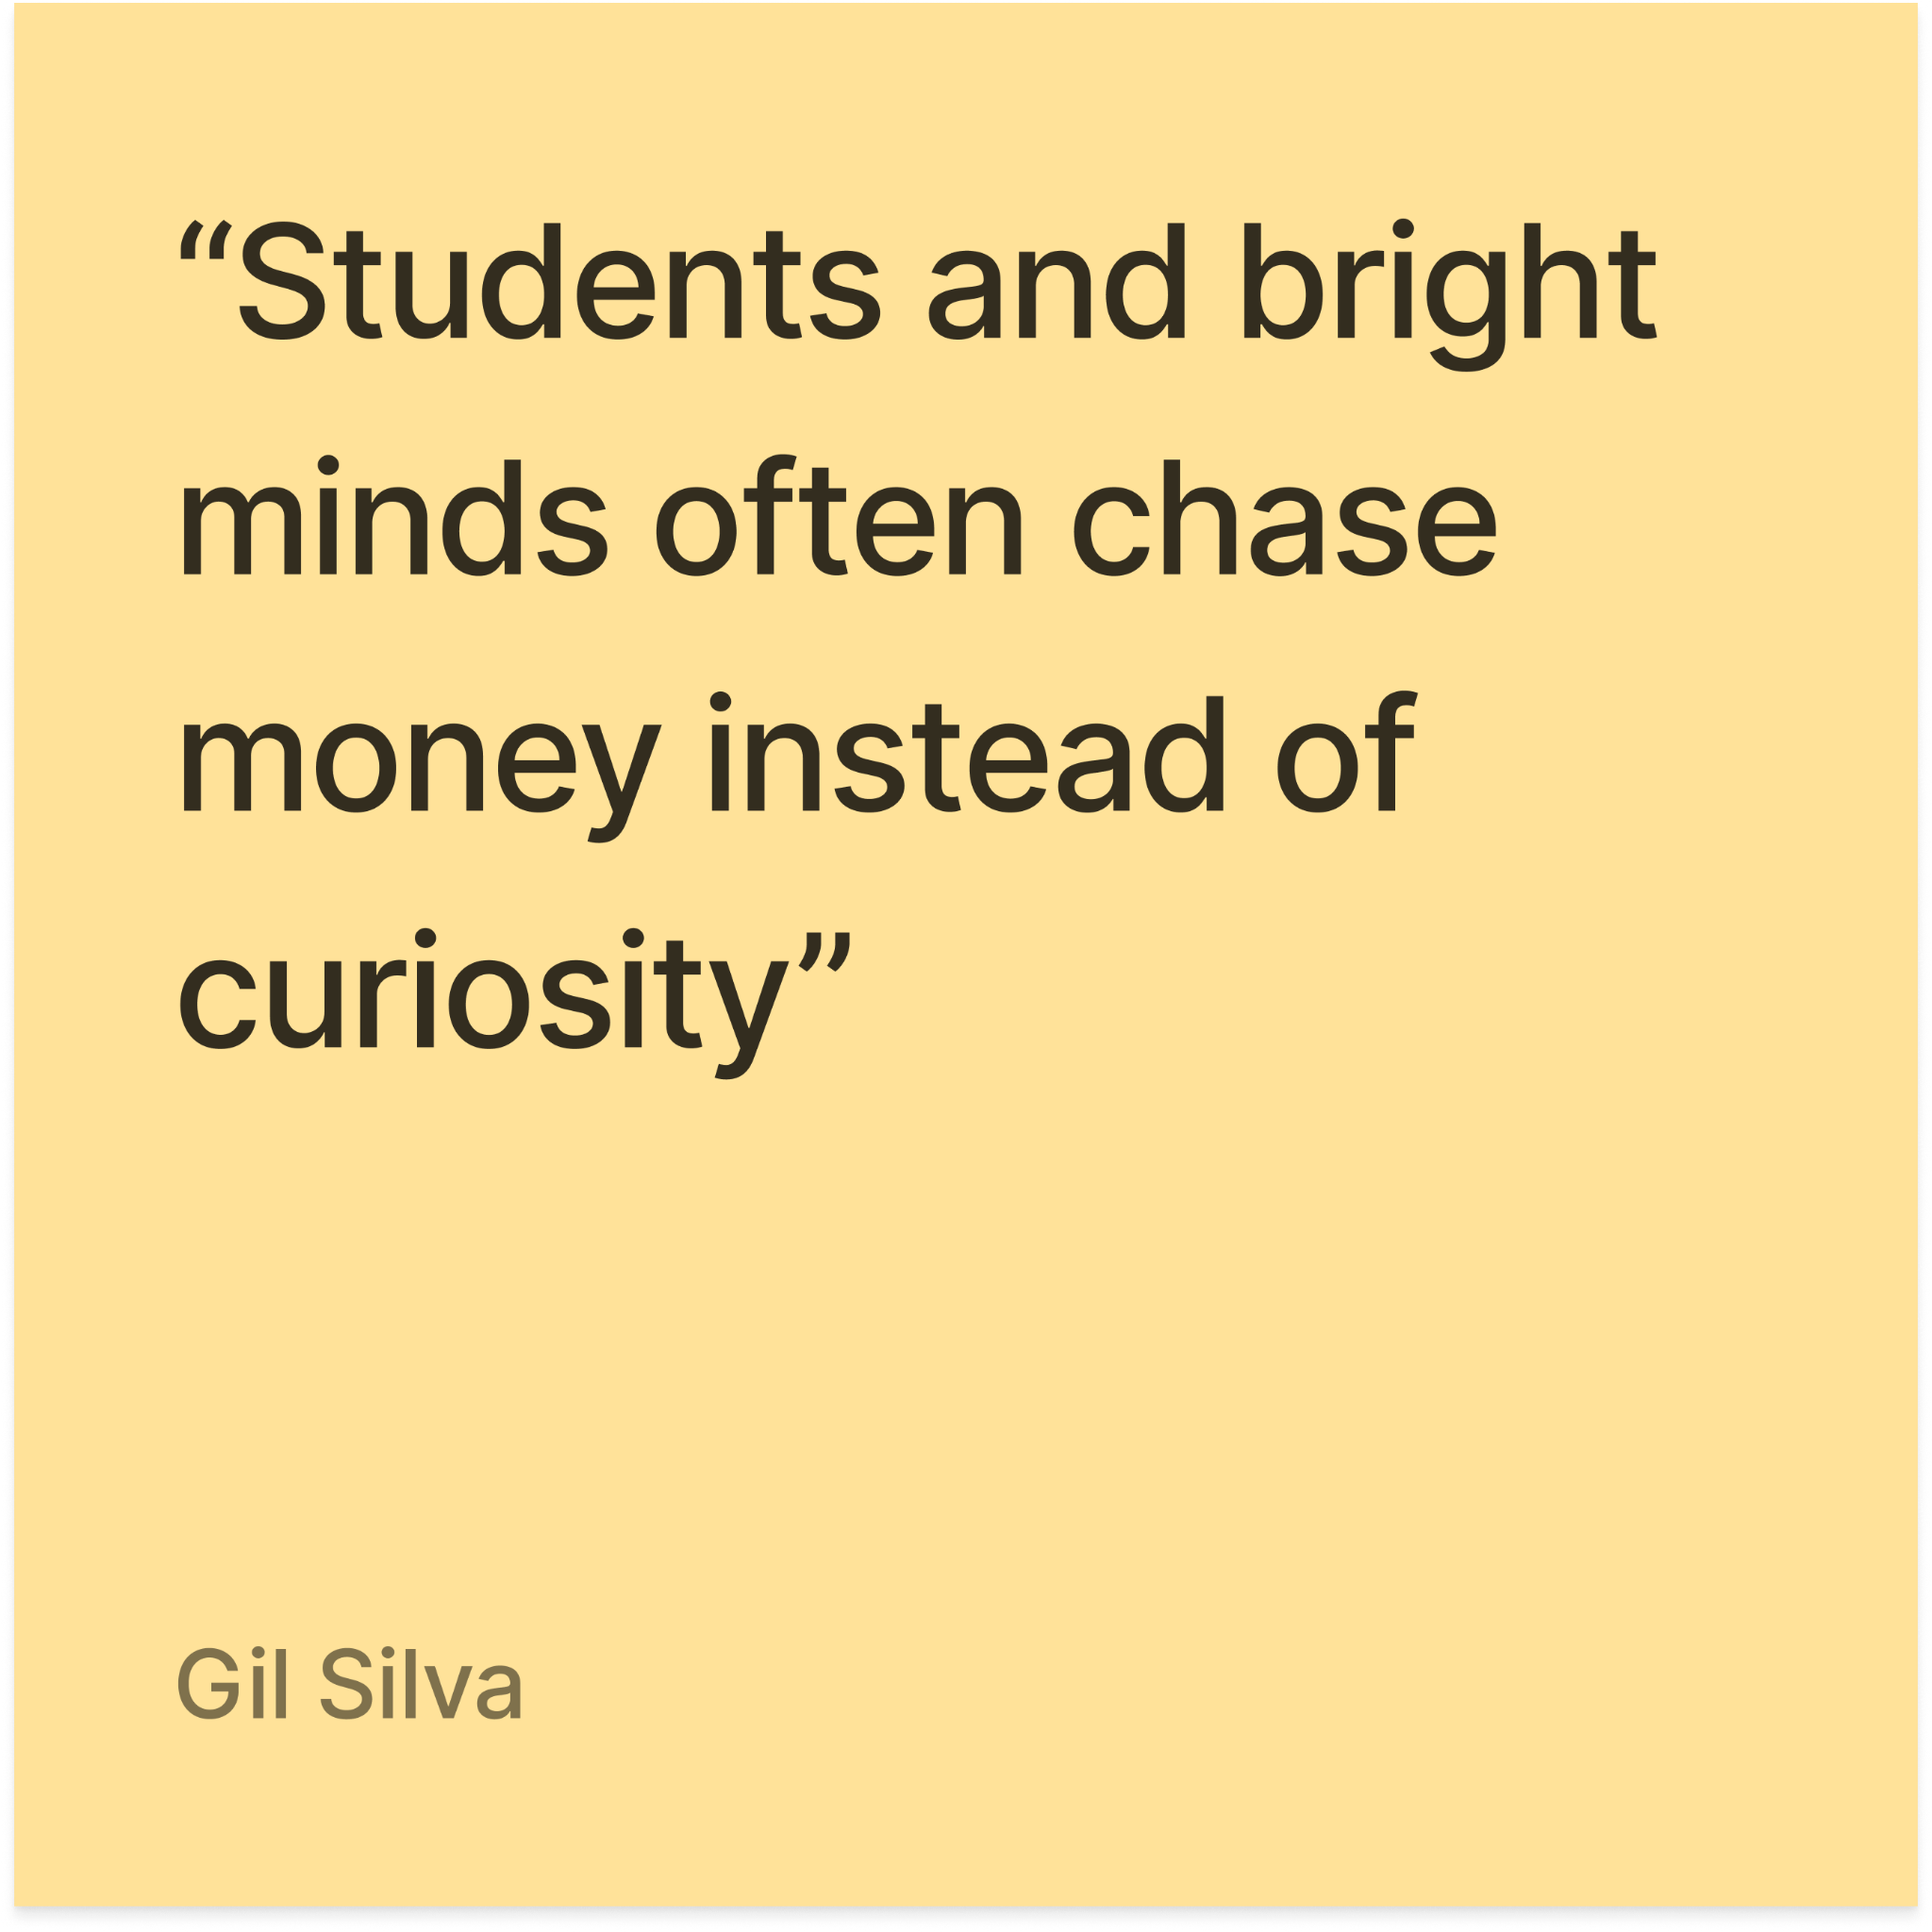 “Students and bright
minds often chase
money instead of
curiosity”
Gil Silva